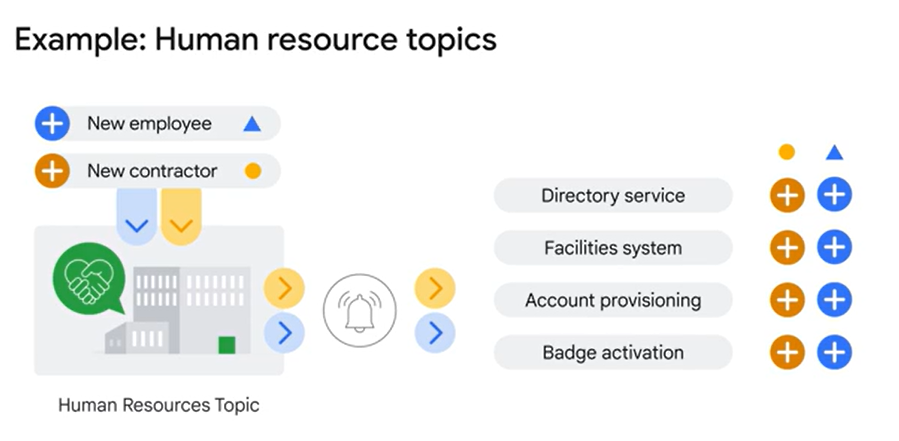 Example: Human resource topics
New employee
New contractor
Human Resources Topic
Directory service
Facilities system
Account provisioning
Badge activation